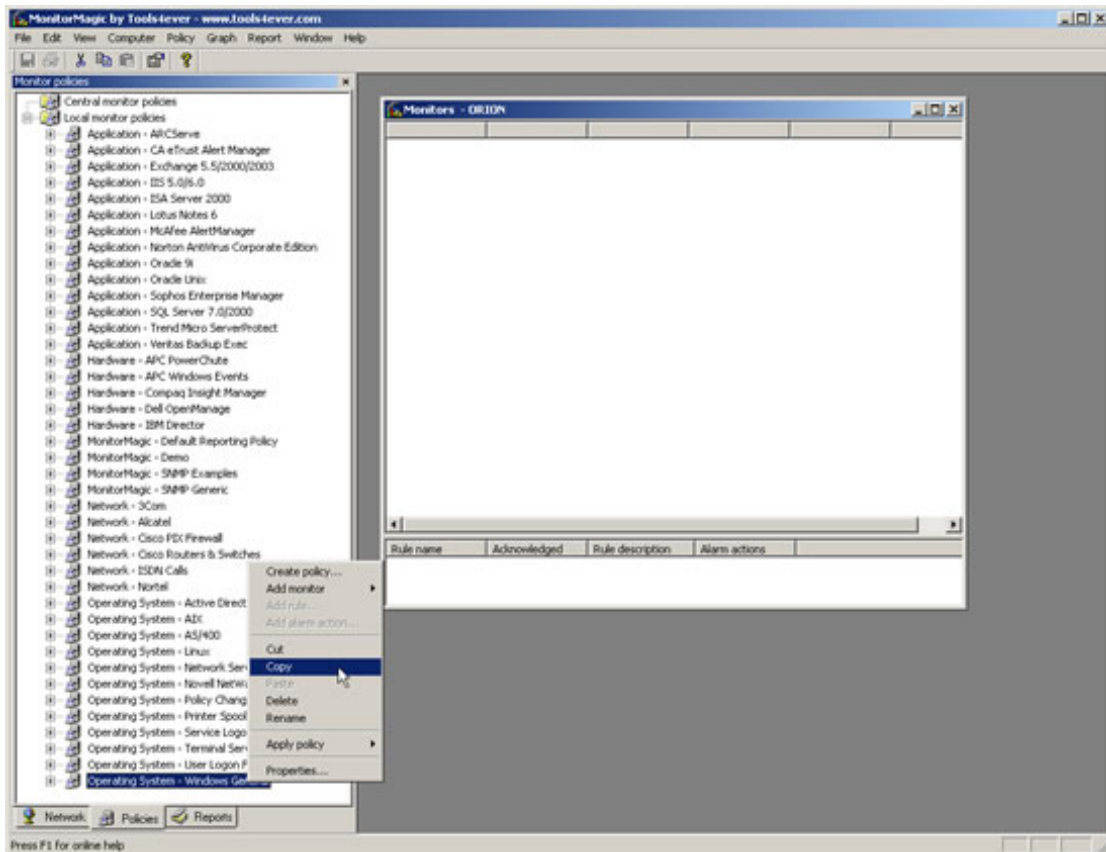 MonitorMagic by Tools4ever - www.tools4ever.com
File Edit View Computer Policy Graph Report Window Help
Monitor policies
Central monitor policies
Local monitor policies
Application - ARCServe
Application - CA eTrust Alert Manager
Application - Exchange 5.5/2000/2003
Application - IIS 5.0/6.0
Application - ISA Server 2000
Application - Lotus Notes 6
Application - McAfee AlertManager
Application - Norton AntiVirus Corporate Edition
Application - Oracle 9i
Application - Oracle Unix
Application - Sophos Enterprise Manager
Application - SQL Server 7.0/2000
Application - Trend Micro ServerProtect
Application - Veritas Backup Exec
Hardware - APC PowerChute
Hardware - APC Windows Events
Hardware - Compaq Insight Manager
Hardware - Dell OpenManage
Hardware - IBM Director
MonitorMagic - Default Reporting Policy
MonitorMagic - Demo
MonitorMagic - SNMP Examples
MonitorMagic - SNMP Generic
Network - 3Com
Network - Alcatel
Network - Cisco PIX Firewall
Network - Cisco Routers & Switches
Network - ISDN Calls
Network - Nortel
Operating System - Active Direct
Operating System - AIX
Operating System - AS/400
Operating System - Linux
Operating System - Network Serv
Operating System - Novell NetWa
Operating System - Policy Chang
Operating System - Printer Spool
Operating System - Service Logo
Operating System - Terminal Serv
Operating System - User Logon F
Operating System - Windows General
Create policy...
Add monitor
Add rule...
Add alarm action...
Cut
Copy
Paste
Delete
Rename
Apply policy
Properties...
Monitors - ORION
Rule name Acknowledged Rule description Alarm actions
Network Policies Reports
Press F1 for online help